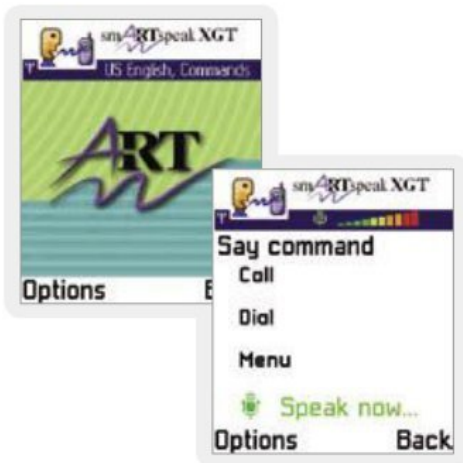 smARTspeak XGT
US English, Commands
ART
Options
smARTspeak XGT
Say command
Call
Dial
Menu
Speak now...
Options Back